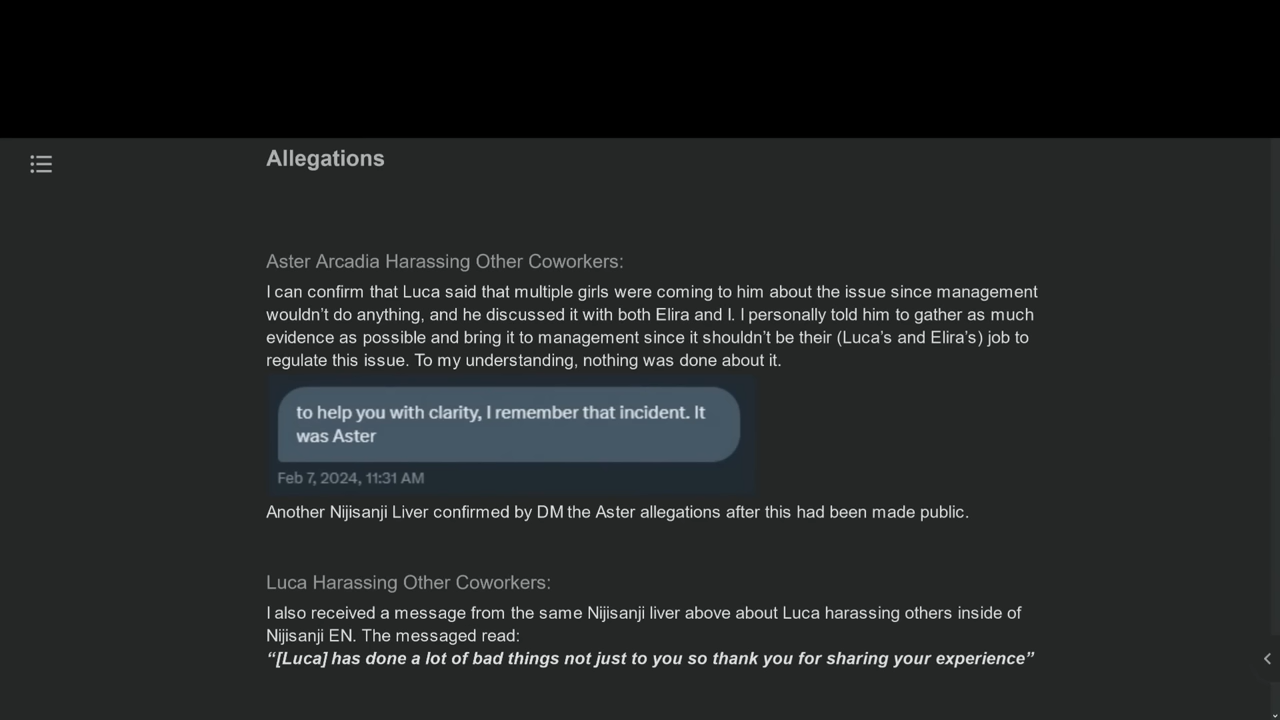 Allegations
Aster Arcadia Harassing Other Coworkers:
I can confirm that Luca said that multiple girls were coming to him about the issue since management
wouldn't do anything, and he discussed it with both Elira and I. I personally told him to gather as much
evidence as possible and bring it to management since it shouldn't be their (Luca's and Elira's) job to
regulate this issue. To my understanding, nothing was done about it.
to help you with clarity, I remember that incident. It
was Aster
Feb 7, 2024, 11:31 AM
Another Nijisanji Liver confirmed by DM the Aster allegations after this had been made public.
Luca Harassing Other Coworkers:
I also received a message from the same Nijisanji liver above about Luca harassing others inside of
Nijisanji EN. The messaged read:
“[Luca] has done a lot of bad things not just to you so thank you for sharing your experience”